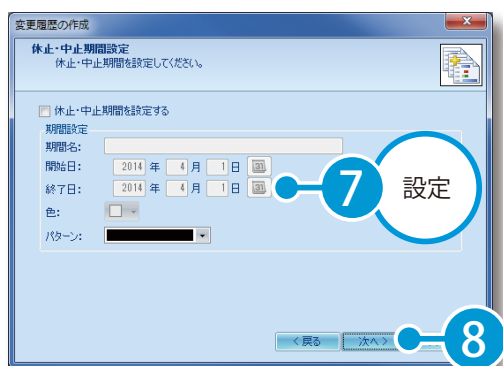 変更履歴の作成
休止・中止期間設定
休止・中止期間を設定してください。
休止・中止期間を設定する
期間設定
期間名:
開始日: 2014 年 4 月 1 日 31
終了日: 2014 年 4 月 1 日 31
7 設定
色:
パターン:
< 戻る 次へ > 8